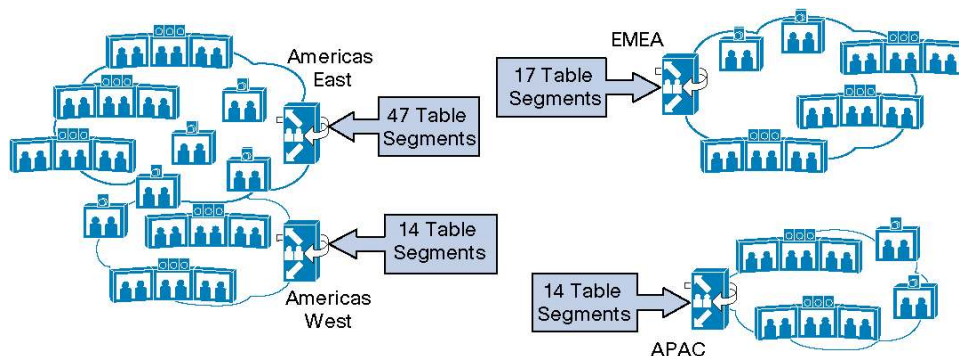 Americas
East
47 Table
Segments
14 Table
Segments
Americas
West
EMEA
17 Table
Segments
14 Table
Segments
APAC